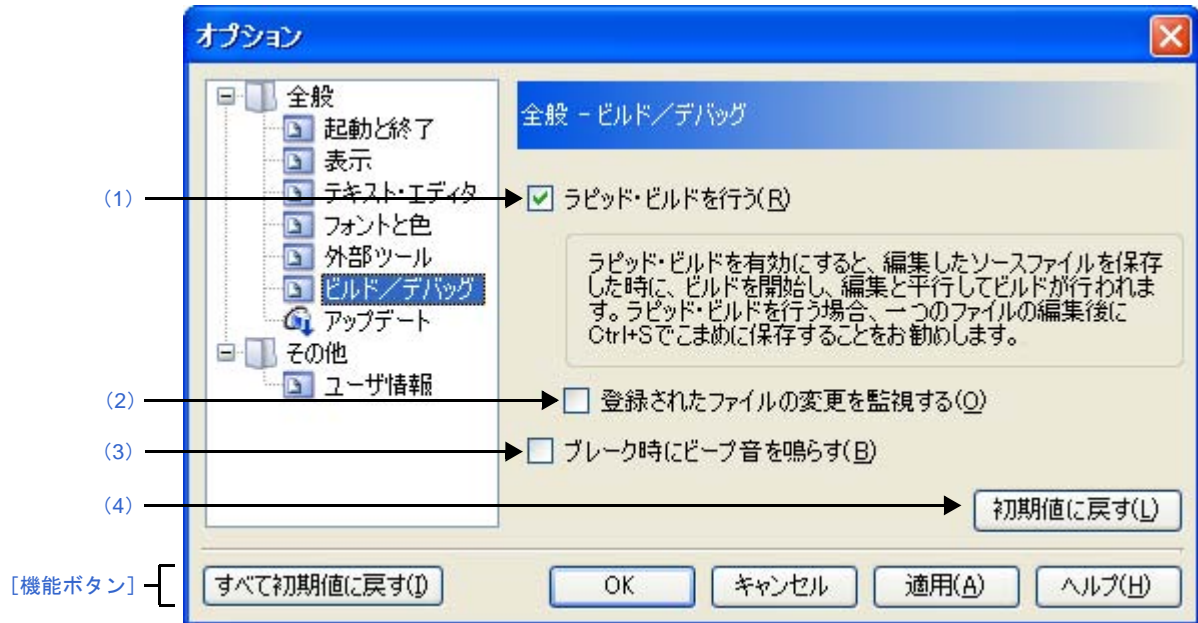 オプション
全般
起動と終了
表示
テキスト・エディタ
フォントと色
外部ツール
ビルド／デバッグ
アップデート
その他
ユーザ情報
全般 - ビルド／デバッグ
(1)
ラピッド・ビルドを行う(R)
ラピッド・ビルドを有効にすると、編集したソースファイルを保存
した時に、ビルドを開始し、編集と平行してビルドが行われま
す。ラピッド・ビルドを行う場合、一つのファイルの編集後に
Ctrl+Sでこまめに保存することをお勧めします。
(2)
登録されたファイルの変更を監視する(O)
(3)
ブレーク時にビープ音を鳴らす(B)
(4)
初期値に戻す(L)
[機能ボタン]
すべて初期値に戻す(I)
OK
キャンセル
適用(A)
ヘルプ(H)